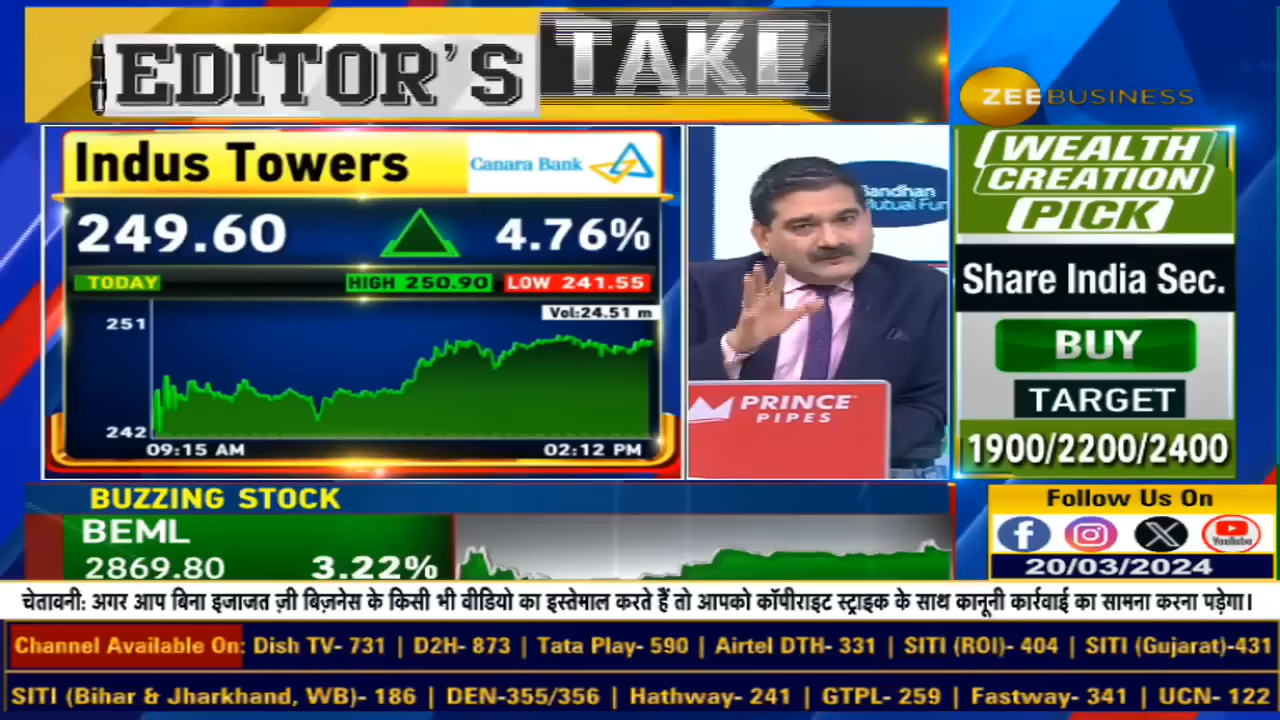 EDITOR'S TAKE
ZEE BUSINESS
Indus Towers
Canara Bank
249.60 4.76%
TODAY HIGH 250.90 LOW 241.55
Vol:24.51 m
251
242
09:15 AM 02:12 PM
Bandhan
Mutual Fun
PRINCE
PIPES
WEALTH
CREATION
PICK
Share India Sec.
BUY
TARGET
1900/2200/2400
BUZZING STOCK
BEML
2869.80 3.22%
Follow Us On
YouTube
20/03/2024
चेतावनी: अगर आप बिना इजाजत ज़ी बिज़नेस के किसी भी वीडियो का इस्तेमाल करते हैं तो आपको कॉपीराइट स्ट्राइक के साथ कानूनी कार्रवाई का सामना करना पड़ेगा।
Channel Available On: Dish TV- 731 | D2H- 873 | Tata Play- 590 | Airtel DTH- 331 | SITI (ROI)- 404 | SITI (Gujarat)-431
SITI (Bihar & Jharkhand, WB)- 186 | DEN-355/356 | Hathway- 241 | GTPL- 259 | Fastway- 341 | UCN- 122